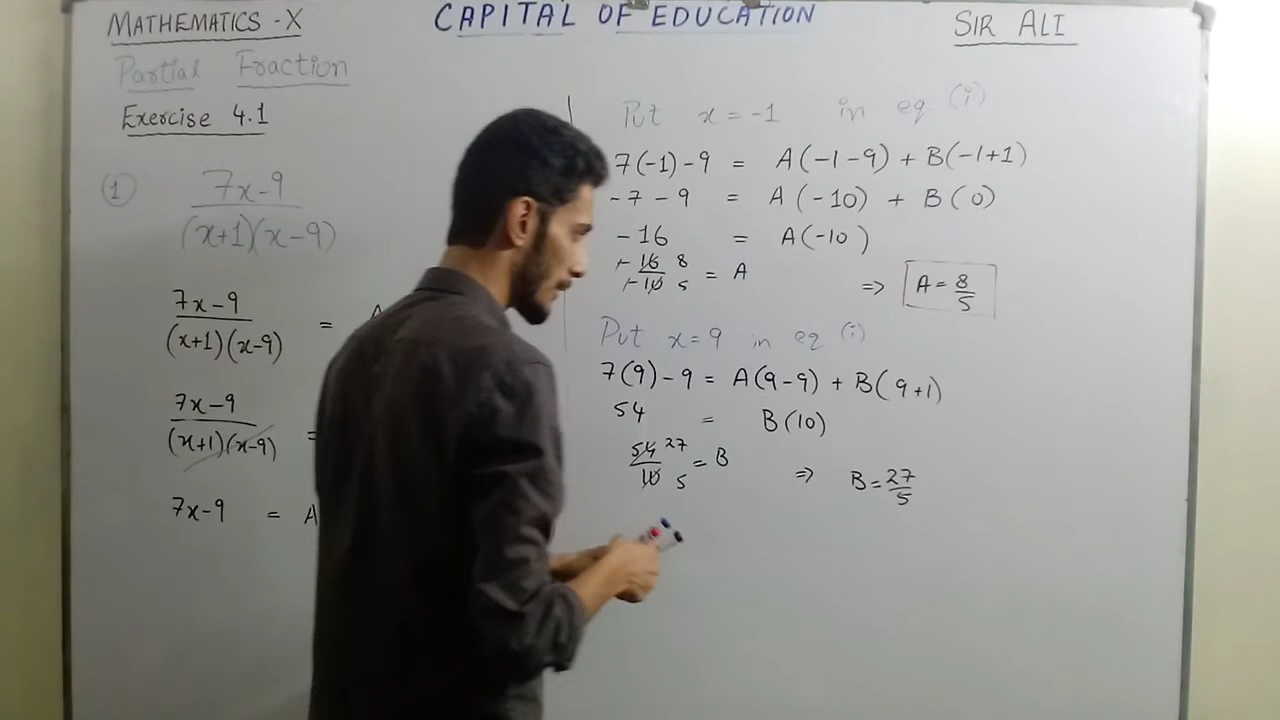 MATHEMATICS - X
CAPITAL OF EDUCATION
SIR ALI
Partial Fraction
Exercise 4.1
(1) 7x-9
(x+1)(x-9)
7x-9
(x+1)(x-9) =
7x-9
(x+1)(x-9) =
7x-9 = A
Put x = -1 in eq (i)
7(-1)-9 = A(-1-9) + B(-1+1)
-7 - 9 = A(-10) + B(0)
-16 = A(-10)
-16 8
-10 5 = A => A = 8/5
Put x = 9 in eq (i)
7(9)-9 = A(9-9) + B(9+1)
54 = B(10)
54 27
10 5 = B => B = 27/5